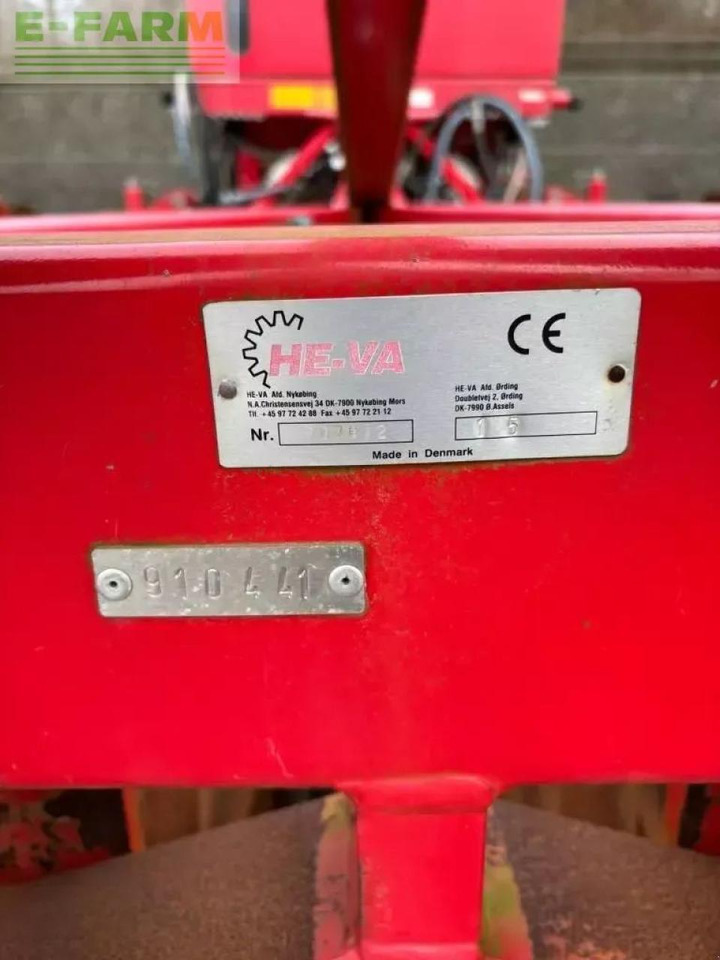 E-FARM
HE-VA
CE
HE-VA Afd. Nykøbing
N.A.Christensensvej 34 DK-7900 Nykøbing Mors
Tlf. +45 97 72 42 88 Fax +45 97 72 21 12
HE-VA Afd. Ørding
Doubletvej 2, Ørding
DK-7990 Ø.Assels
Nr.
15
Made in Denmark
910441